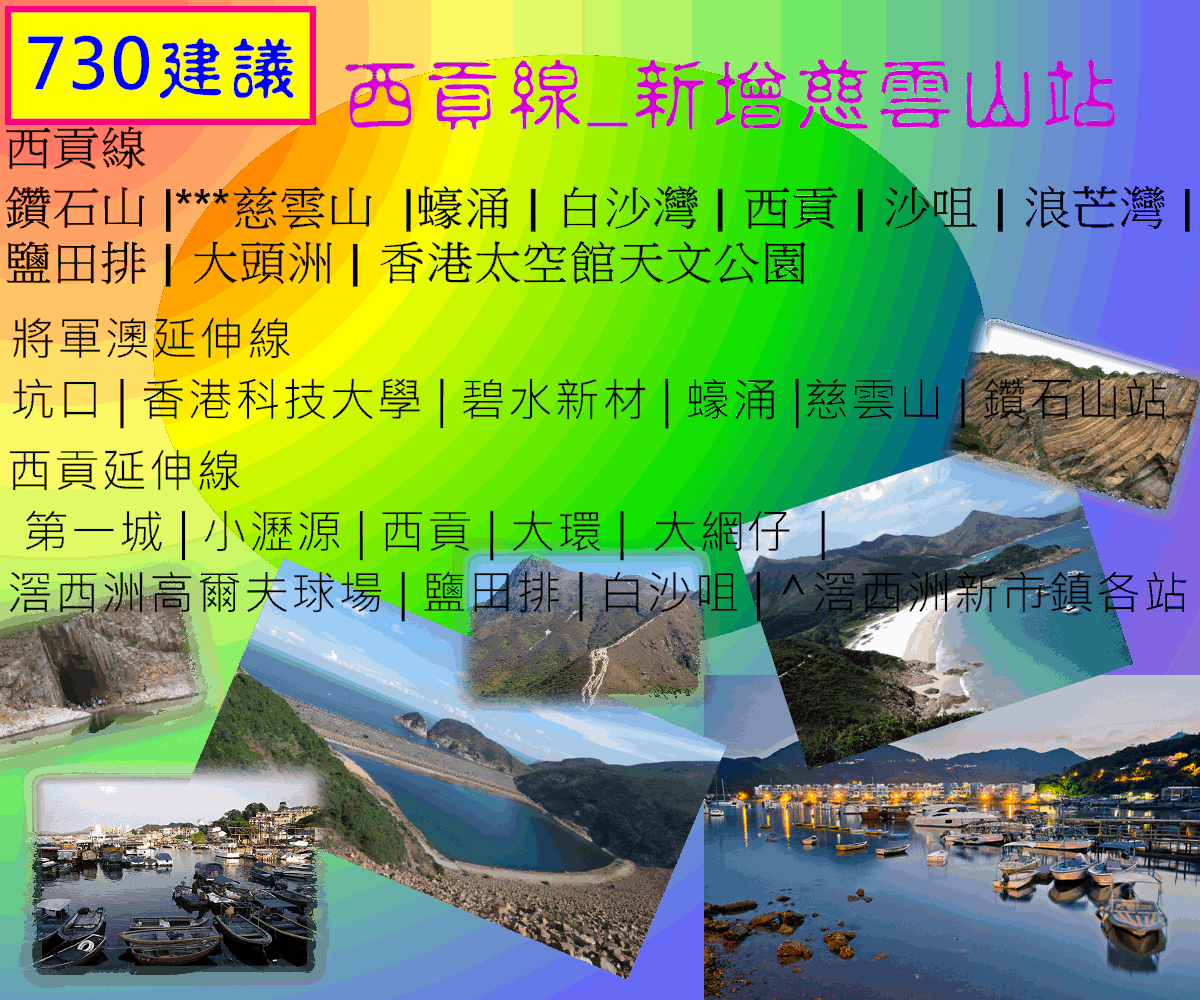 730建議
西貢線_新增慈雲山站
西貢線
鑽石山 |***慈雲山 |蠔涌 | 白沙灣 | 西貢 | 沙咀 | 浪茫灣 |
鹽田排 | 大頭洲 | 香港太空館天文公園
將軍澳延伸線
坑口 | 香港科技大學 | 碧水新村 | 蠔涌 |慈雲山 | 鑽石山站
西貢延伸線
第一城 | 小瀝源 | 西貢 | 大環 | 大網仔 |
滘西洲高爾夫球場 | 鹽田排 | 白沙咀 | ^滘西洲新市鎮各站